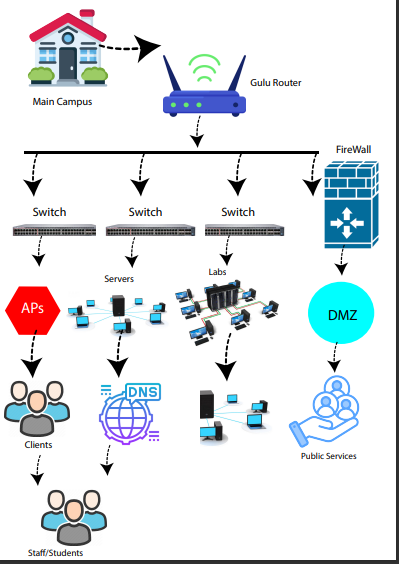 Main Campus
Gulu Router
FireWall
Switch
Switch
Switch
Servers
Labs
APs
DMZ
DNS
Clients
Public Services
Staff/Students